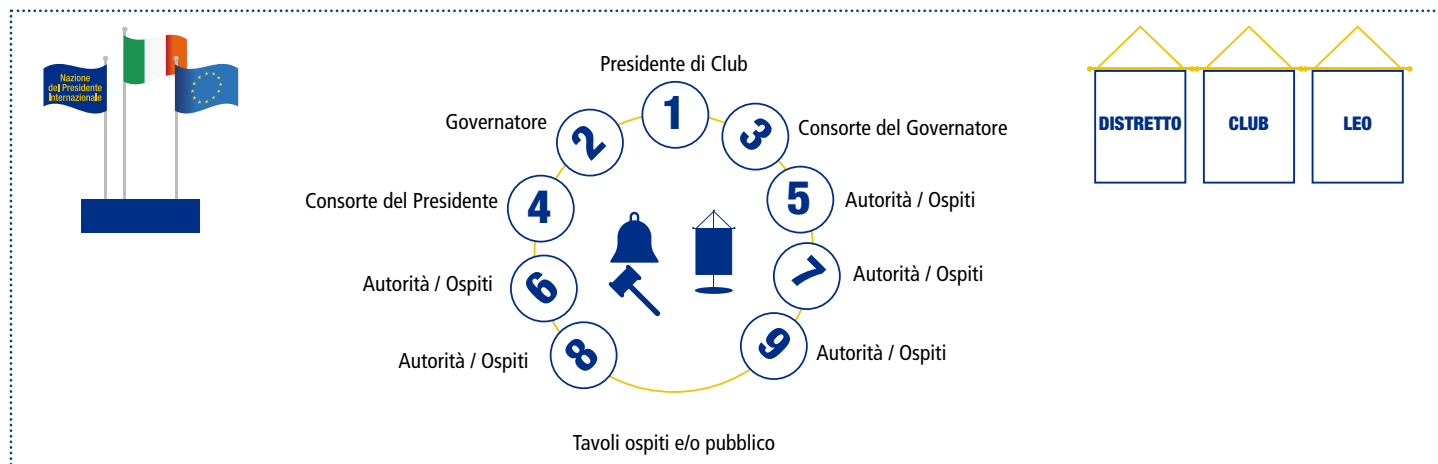 Nazione
del Presidente
Internazionale
Presidente di Club
1
Governatore
2
3
Consorte del Governatore
DISTRETTO
CLUB
LEO
Consorte del Presidente
4
5
Autorità / Ospiti
Autorità / Ospiti
6
7
Autorità / Ospiti
Autorità / Ospiti
8
9
Autorità / Ospiti
Tavoli ospiti e/o pubblico